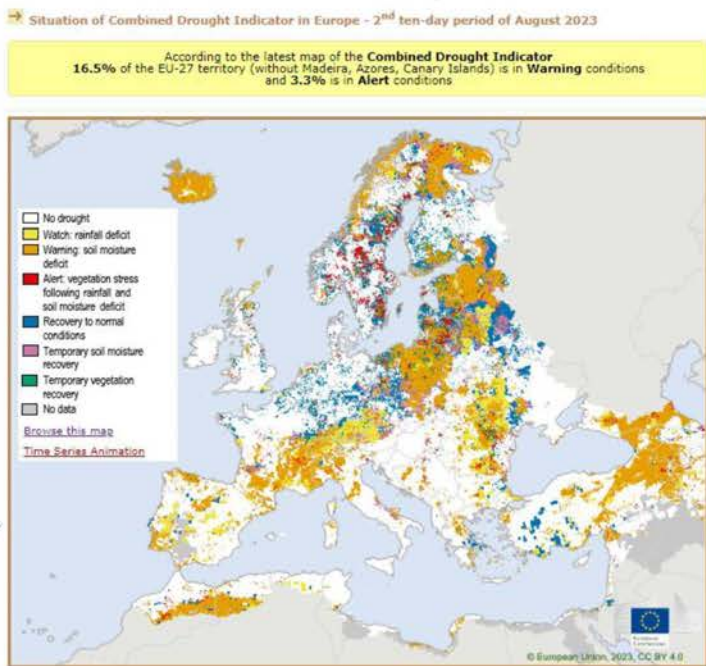 Situation of Combined Drought Indicator in Europe - 2nd ten-day period of August 2023
According to the latest map of the Combined Drought Indicator
16.5% of the EU-27 territory (without Madeira, Azores, Canary Islands) is in Warning conditions
and 3.3% is in Alert conditions
No drought
Watch: rainfall deficit
Warning: soil moisture
deficit
Alert: vegetation stress
following rainfall and
soil moisture deficit
Recovery to normal
conditions
Temporary soil moisture
recovery
Temporary vegetation
recovery
No data
Browse this map
Time Series Animation
© European Union, 2023, CC BY 4.0